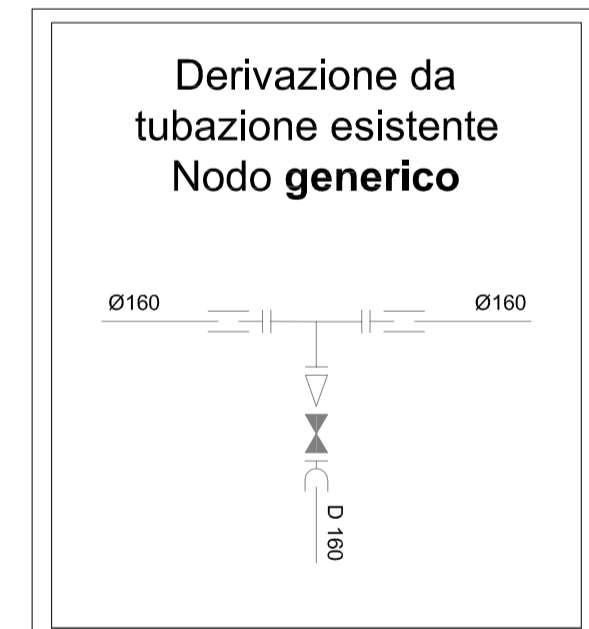 Derivazione da
tubazione esistente
Nodo generico
Ø160
Ø160
D 160